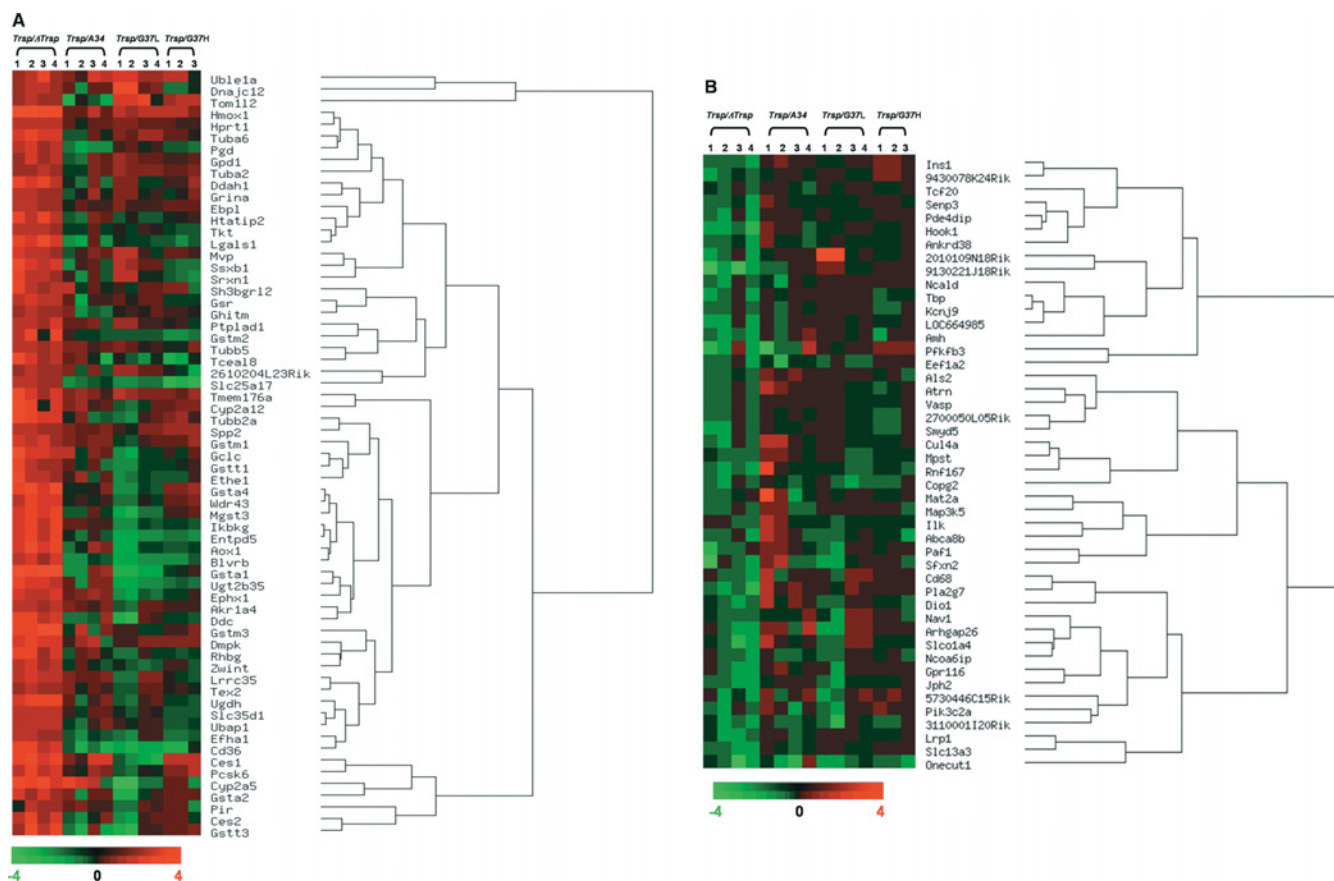 A
Trsp/ΔTrsp Trsp/A34 Trsp/G37L Trsp/G37H
1 2 3 4 1 2 3 4 1 2 3 4 1 2 3
Uble1a
Dnajc12
Tom1l2
Hmox1
Hprt1
Tuba6
Pgd
Gpd1
Tuba2
Ddah1
Grina
Ebpl
Htatip2
Tkt
Lgals1
Mvp
Ssxb1
Srxn1
Sh3bgrl2
Gsr
Ghitm
Ptplad1
Gstm2
Tubb5
Tceal8
2610204L23Rik
Slc25a17
Tmem176a
Cyp2a12
Tubb2a
Spp2
Gstm1
Gclc
Gstt1
Ethe1
Gsta4
Wdr43
Mgst3
Ikbkg
Entpd5
Aox1
Blvrb
Gsta1
Ugt2b35
Ephx1
Akr1a4
Ddc
Gstm3
Dmpk
Rhbg
Zwint
Lrrc35
Tex2
Ugdh
Slc35d1
Ubap1
Efha1
Cd36
Ces1
Pcsk6
Cyp2a5
Gsta2
Pir
Ces2
Gstt3
-4 0 4
B
Trsp/ΔTrsp Trsp/A34 Trsp/G37L Trsp/G37H
1 2 3 4 1 2 3 4 1 2 3 4 1 2 3
Ins1
9430078K24Rik
Tcf20
Senp3
Pde4dip
Hook1
Ankrd38
2010109N18Rik
9130221J18Rik
Ncald
Tbp
Kcnj9
LOC664985
Amh
Pfkfb3
Eef1a2
Als2
Atrn
Vasp
2700050L05Rik
Smyd5
Cul4a
Mpst
Rnf167
Copg2
Mat2a
Map3k5
Ilk
Abca8b
Paf1
Sfxn2
Cd68
Pla2g7
Dio1
Nav1
Arhgap26
Slco1a4
Ncoa6ip
Gpr116
Jph2
5730446C15Rik
Pik3c2a
3110001I20Rik
Lrp1
Slc13a3
Onecut1
-4 0 4